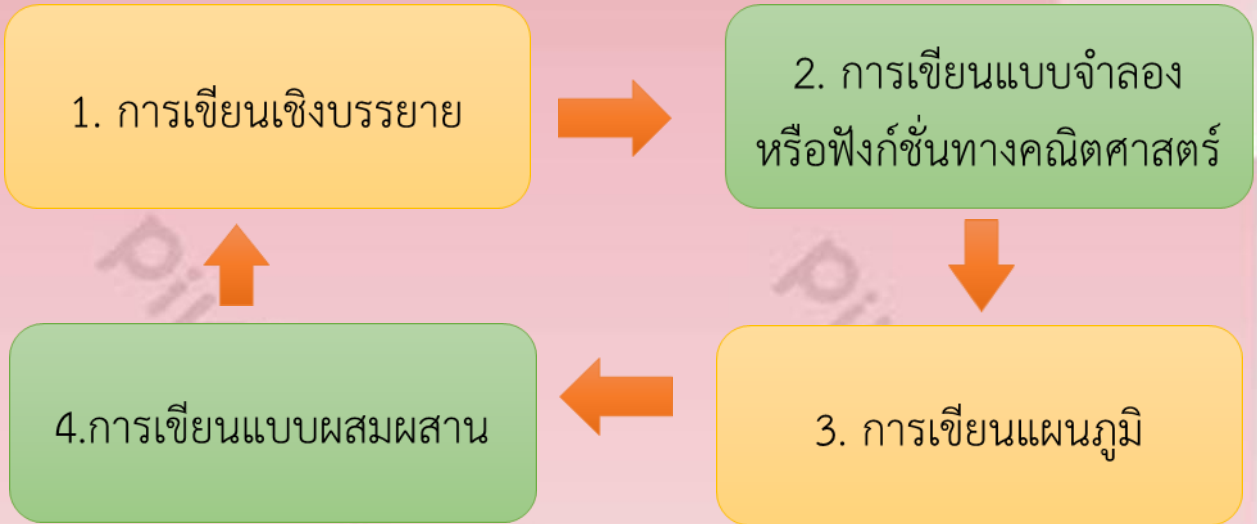 1. การเขียนเชิงบรรยาย
2. การเขียนแบบจำลอง
หรือฟังก์ชั่นทางคณิตศาสตร์
3. การเขียนแผนภูมิ
4.การเขียนแบบผสมผสาน